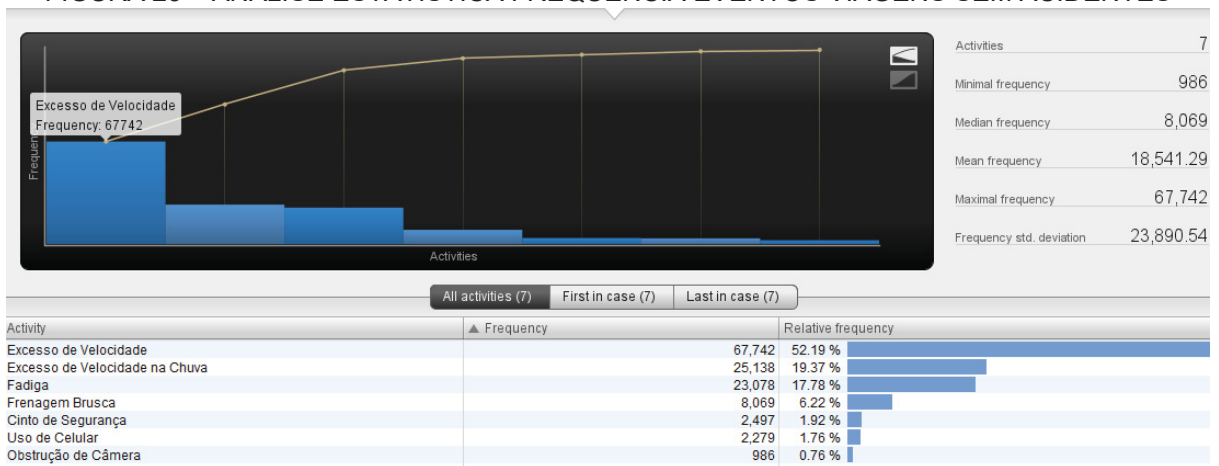 Excesso de Velocidade
Frequency: 67742
Activities
Activities 7
Minimal frequency 986
Median frequency 8,069
Mean frequency 18,541.29
Maximal frequency 67,742
Frequency std. deviation 23,890.54
All activities (7) First in case (7) Last in case (7)
Activity ▲ Frequency Relative frequency
Excesso de Velocidade 67,742 52.19 %
Excesso de Velocidade na Chuva 25,138 19.37 %
Fadiga 23,078 17.78 %
Frenagem Brusca 8,069 6.22 %
Cinto de Segurança 2,497 1.92 %
Uso de Celular 2,279 1.76 %
Obstrução de Câmera 986 0.76 %